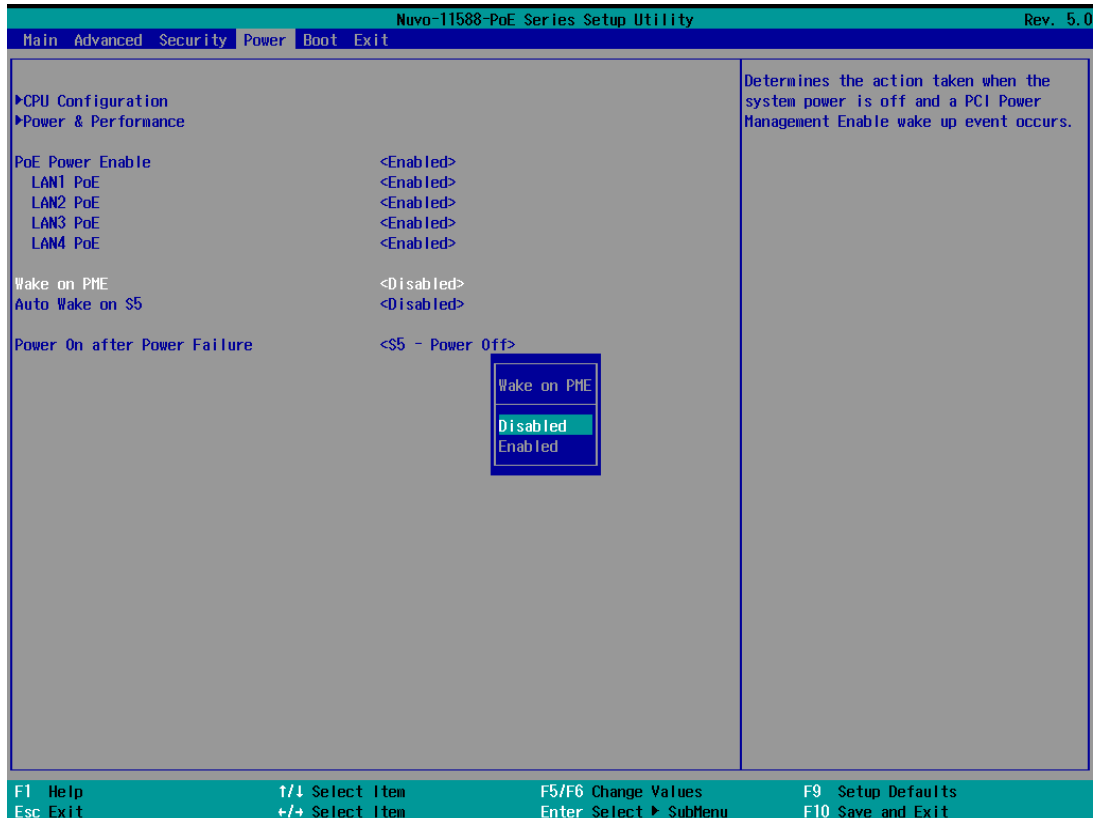 Nuvo-11588-PoE Series Setup Utility Rev. 5.0
Main Advanced Security Power Boot Exit
Determines the action taken when the
▶CPU Configuration system power is off and a PCI Power
▶Power & Performance Management Enable wake up event occurs.
PoE Power Enable <Enabled>
LAN1 PoE <Enabled>
LAN2 PoE <Enabled>
LAN3 PoE <Enabled>
LAN4 PoE <Enabled>
Wake on PME <Disabled>
Auto Wake on S5 <Disabled>
Power On after Power Failure <S5 - Power Off>
Wake on PME
Disabled
Enabled
F1 Help ↑/↓ Select Item F5/F6 Change Values F9 Setup Defaults
Esc Exit ←/→ Select Item Enter Select ▶ SubMenu F10 Save and Exit